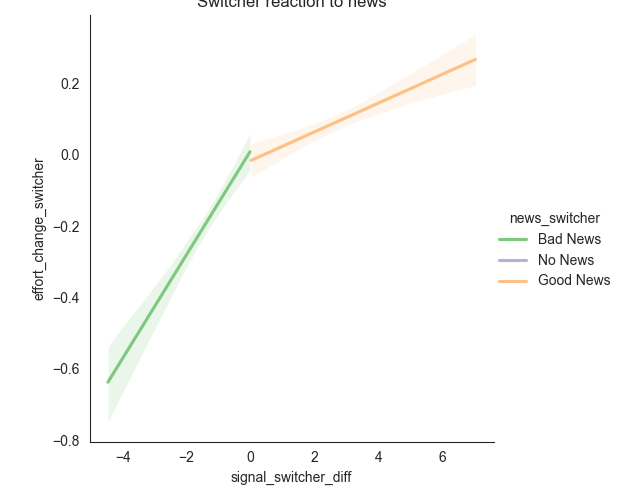 Switcher reaction to news
effort_change_switcher
0.2
0.0
−0.2
−0.4
−0.6
−0.8
−4
−2
0
2
4
6
signal_switcher_diff
news_switcher
Bad News
No News
Good News